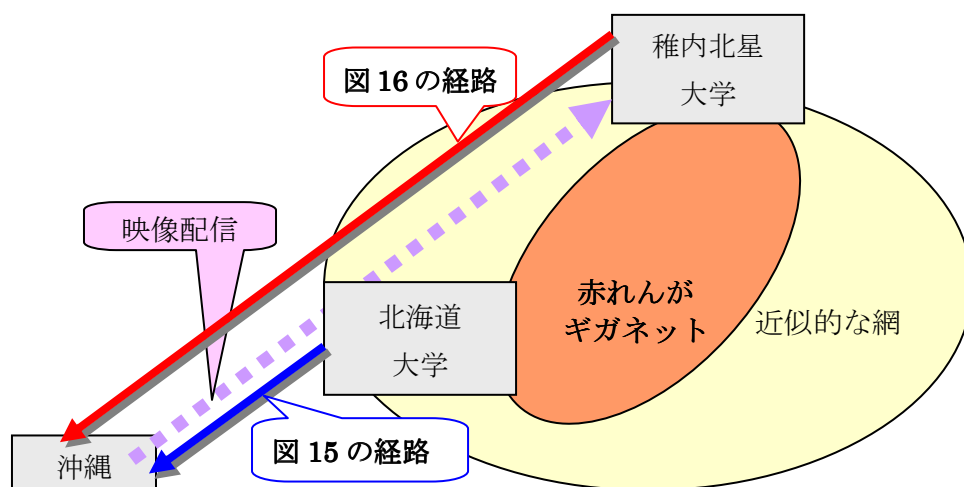 稚内北星
大学
図 16 の経路
映像配信
北海道
大学
赤れんが
ギガネット
近似的な網
図 15 の経路
沖縄